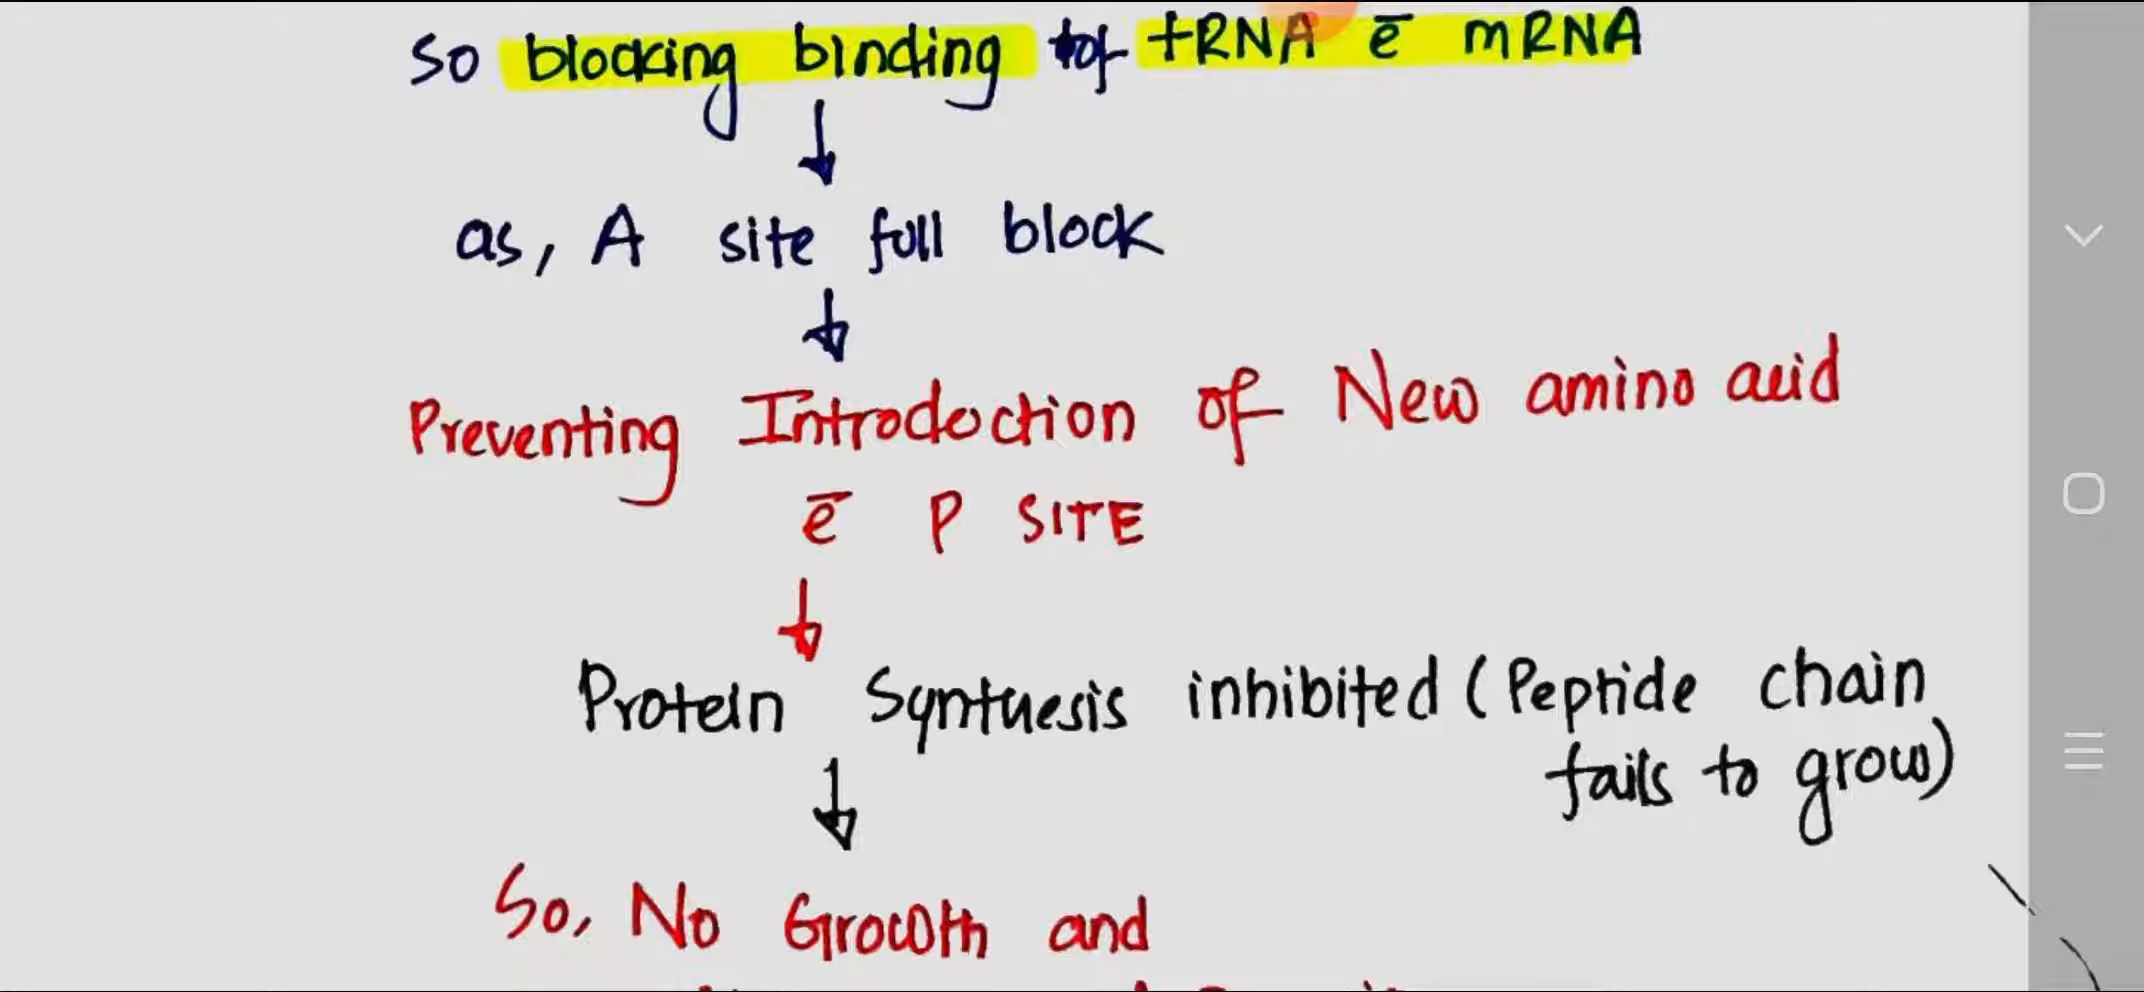 So blocking binding of tRNA ē mRNA
as, A site full block
Preventing Introduction of New amino acid
ē P SITE
Protein Synthesis inhibited (Peptide chain
fails to grow)
So, No Growth and